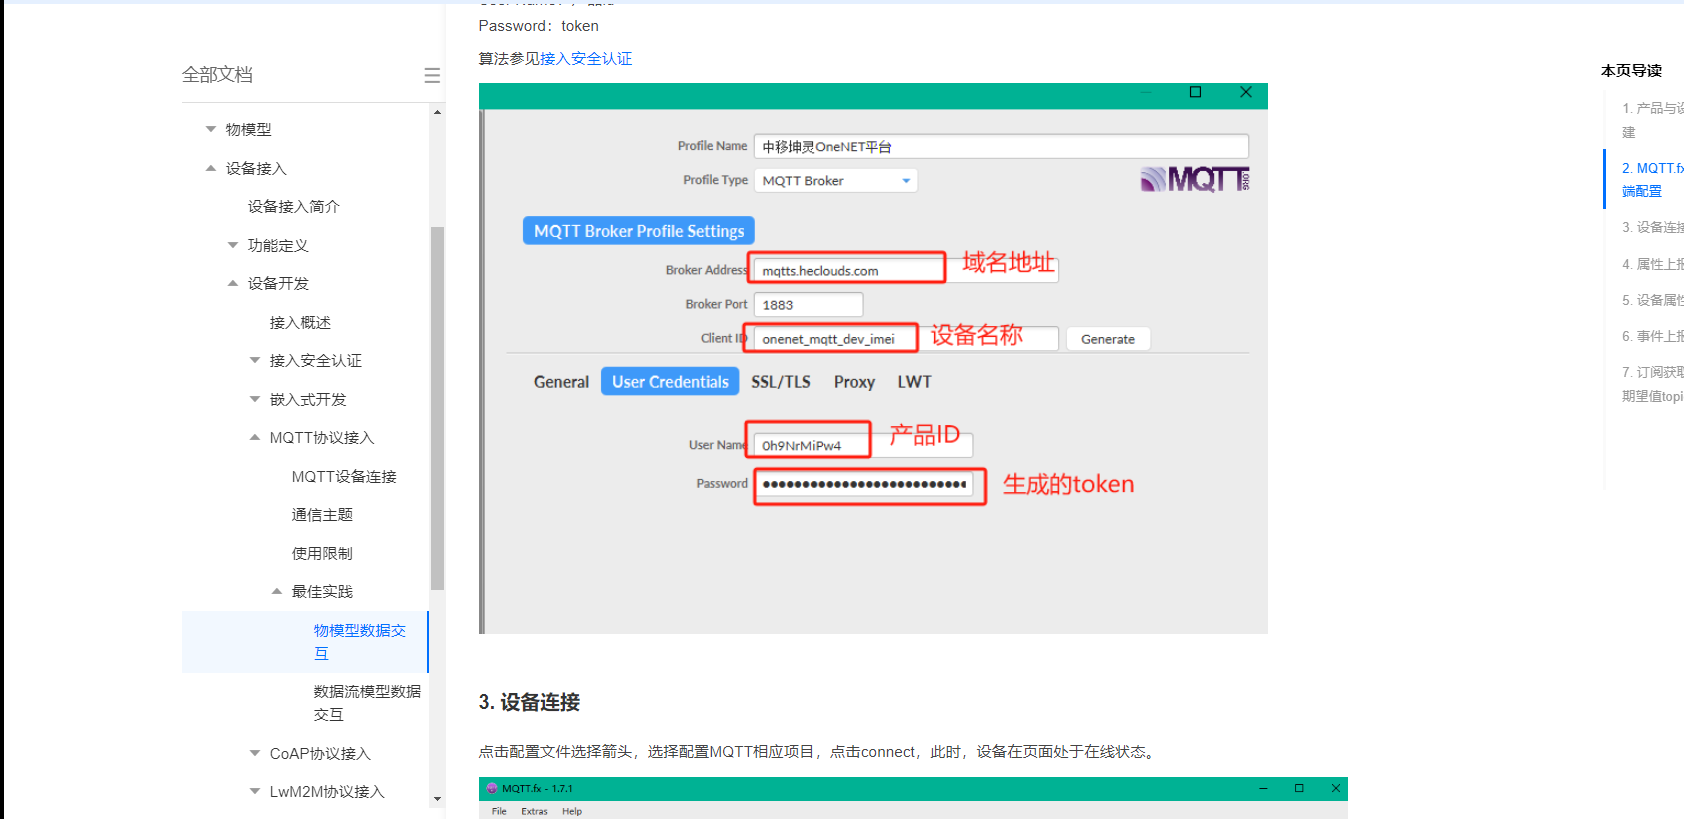 Password：token
算法参见接入安全认证
全部文档
物模型
设备接入
设备接入简介
功能定义
设备开发
接入概述
接入安全认证
嵌入式开发
MQTT协议接入
MQTT设备连接
通信主题
使用限制
最佳实践
物模型数据交
互
数据流模型数据
交互
CoAP协议接入
LwM2M协议接入
Profile Name 中移坤灵OneNET平台
Profile Type MQTT Broker
MQTT.ORG
MQTT Broker Profile Settings
Broker Address mqtts.heclouds.com 域名地址
Broker Port 1883
Client ID onenet_mqtt_dev_imei 设备名称 Generate
General User Credentials SSL/TLS Proxy LWT
User Name 0h9NrMiPw4 产品ID
Password ●●●●●●●●●●●●●●●●●●●●●●●●●● 生成的token
3. 设备连接
点击配置文件选择箭头，选择配置MQTT相应项目，点击connect，此时，设备在页面处于在线状态。
MQTT.fx - 1.7.1
File Extras Help
本页导读
1. 产品与设
建
2. MQTT.fx
端配置
3. 设备连接
4. 属性上报
5. 设备属性
6. 事件上报
7. 订阅获取
期望值topi